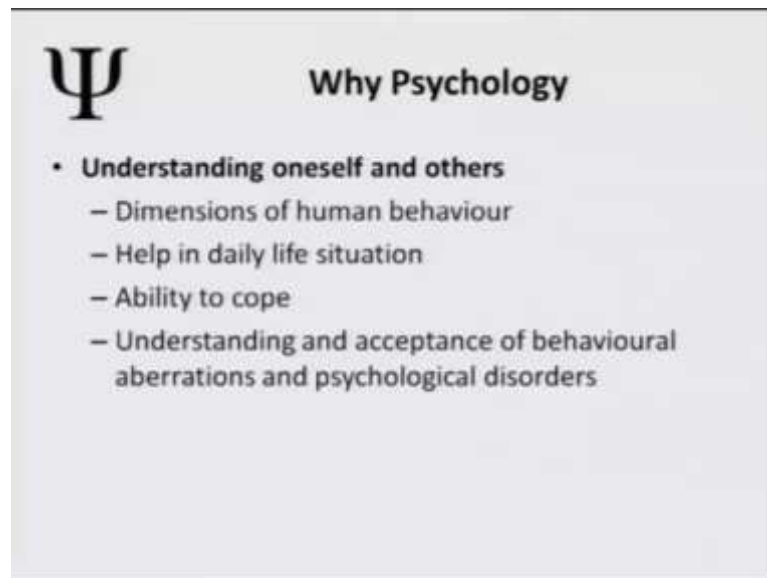 Ψ
Why Psychology
• Understanding oneself and others
– Dimensions of human behaviour
– Help in daily life situation
– Ability to cope
– Understanding and acceptance of behavioural
aberrations and psychological disorders